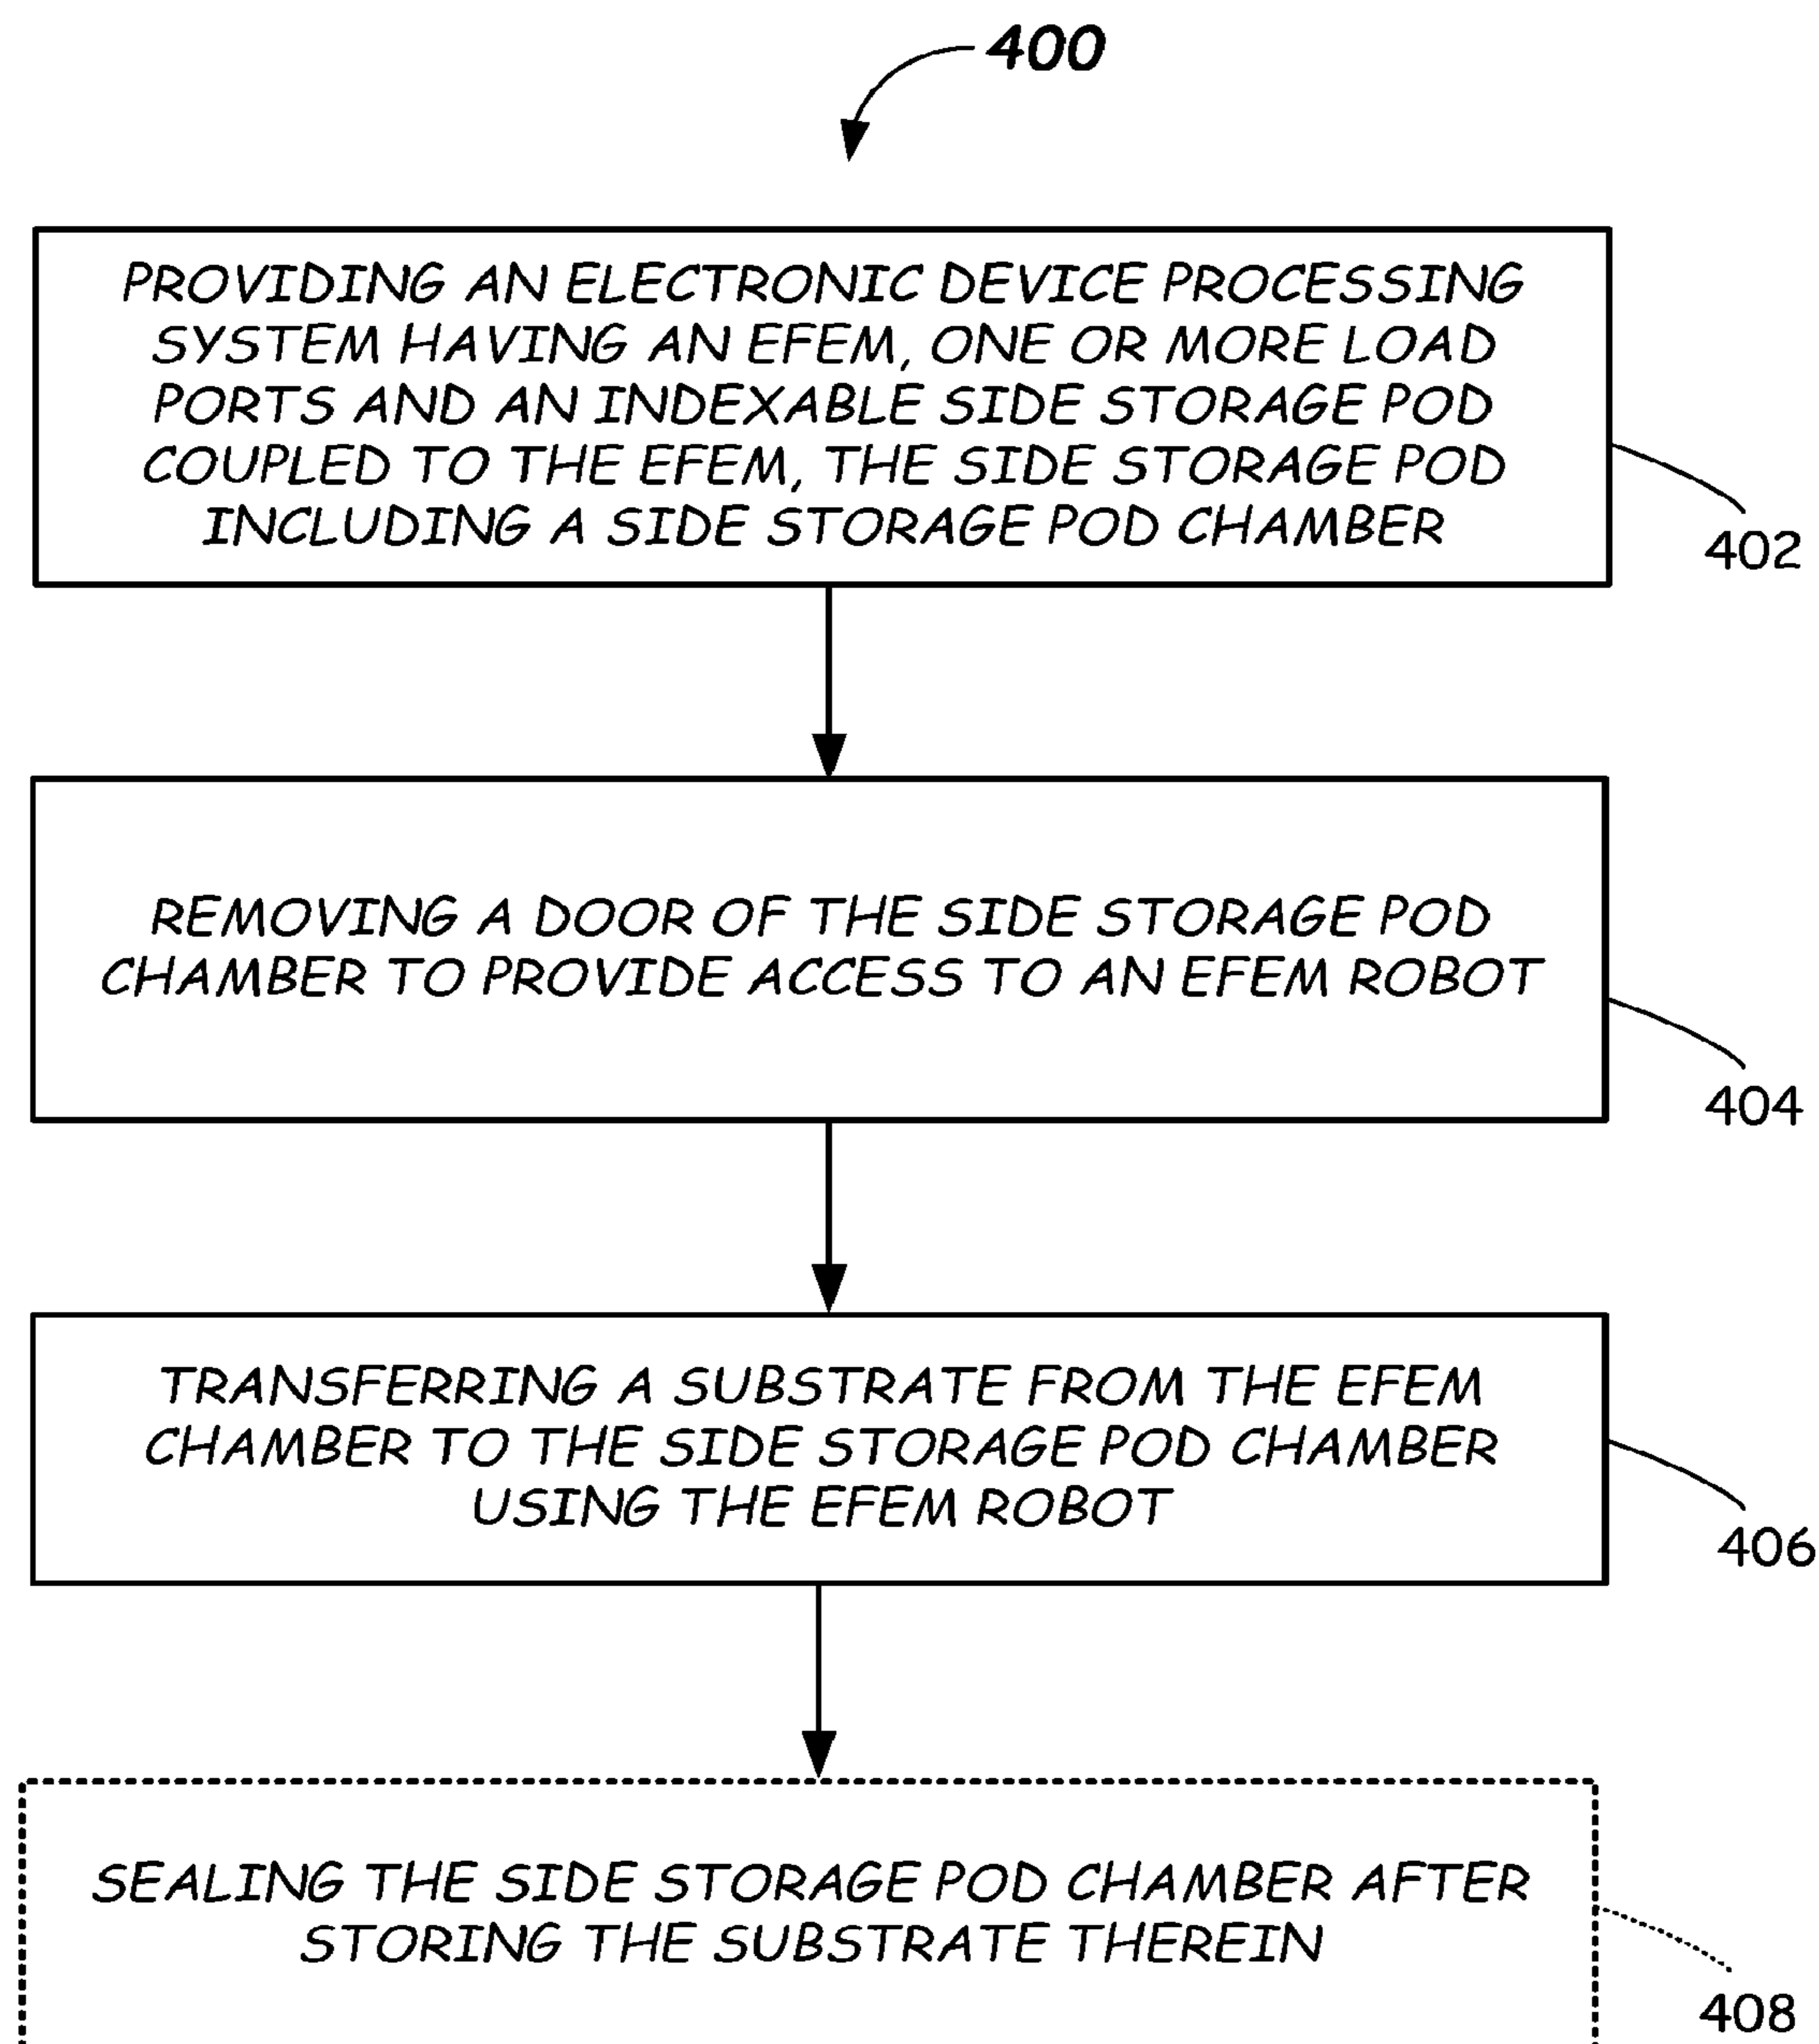 400
PROVIDING AN ELECTRONIC DEVICE PROCESSING
SYSTEM HAVING AN EFEM, ONE OR MORE LOAD
PORTS AND AN INDEXABLE SIDE STORAGE POD
COUPLED TO THE EFEM, THE SIDE STORAGE POD
INCLUDING A SIDE STORAGE POD CHAMBER
402
REMOVING A DOOR OF THE SIDE STORAGE POD
CHAMBER TO PROVIDE ACCESS TO AN EFEM ROBOT
404
TRANSFERRING A SUBSTRATE FROM THE EFEM
CHAMBER TO THE SIDE STORAGE POD CHAMBER
USING THE EFEM ROBOT
406
SEALING THE SIDE STORAGE POD CHAMBER AFTER
STORING THE SUBSTRATE THEREIN
408